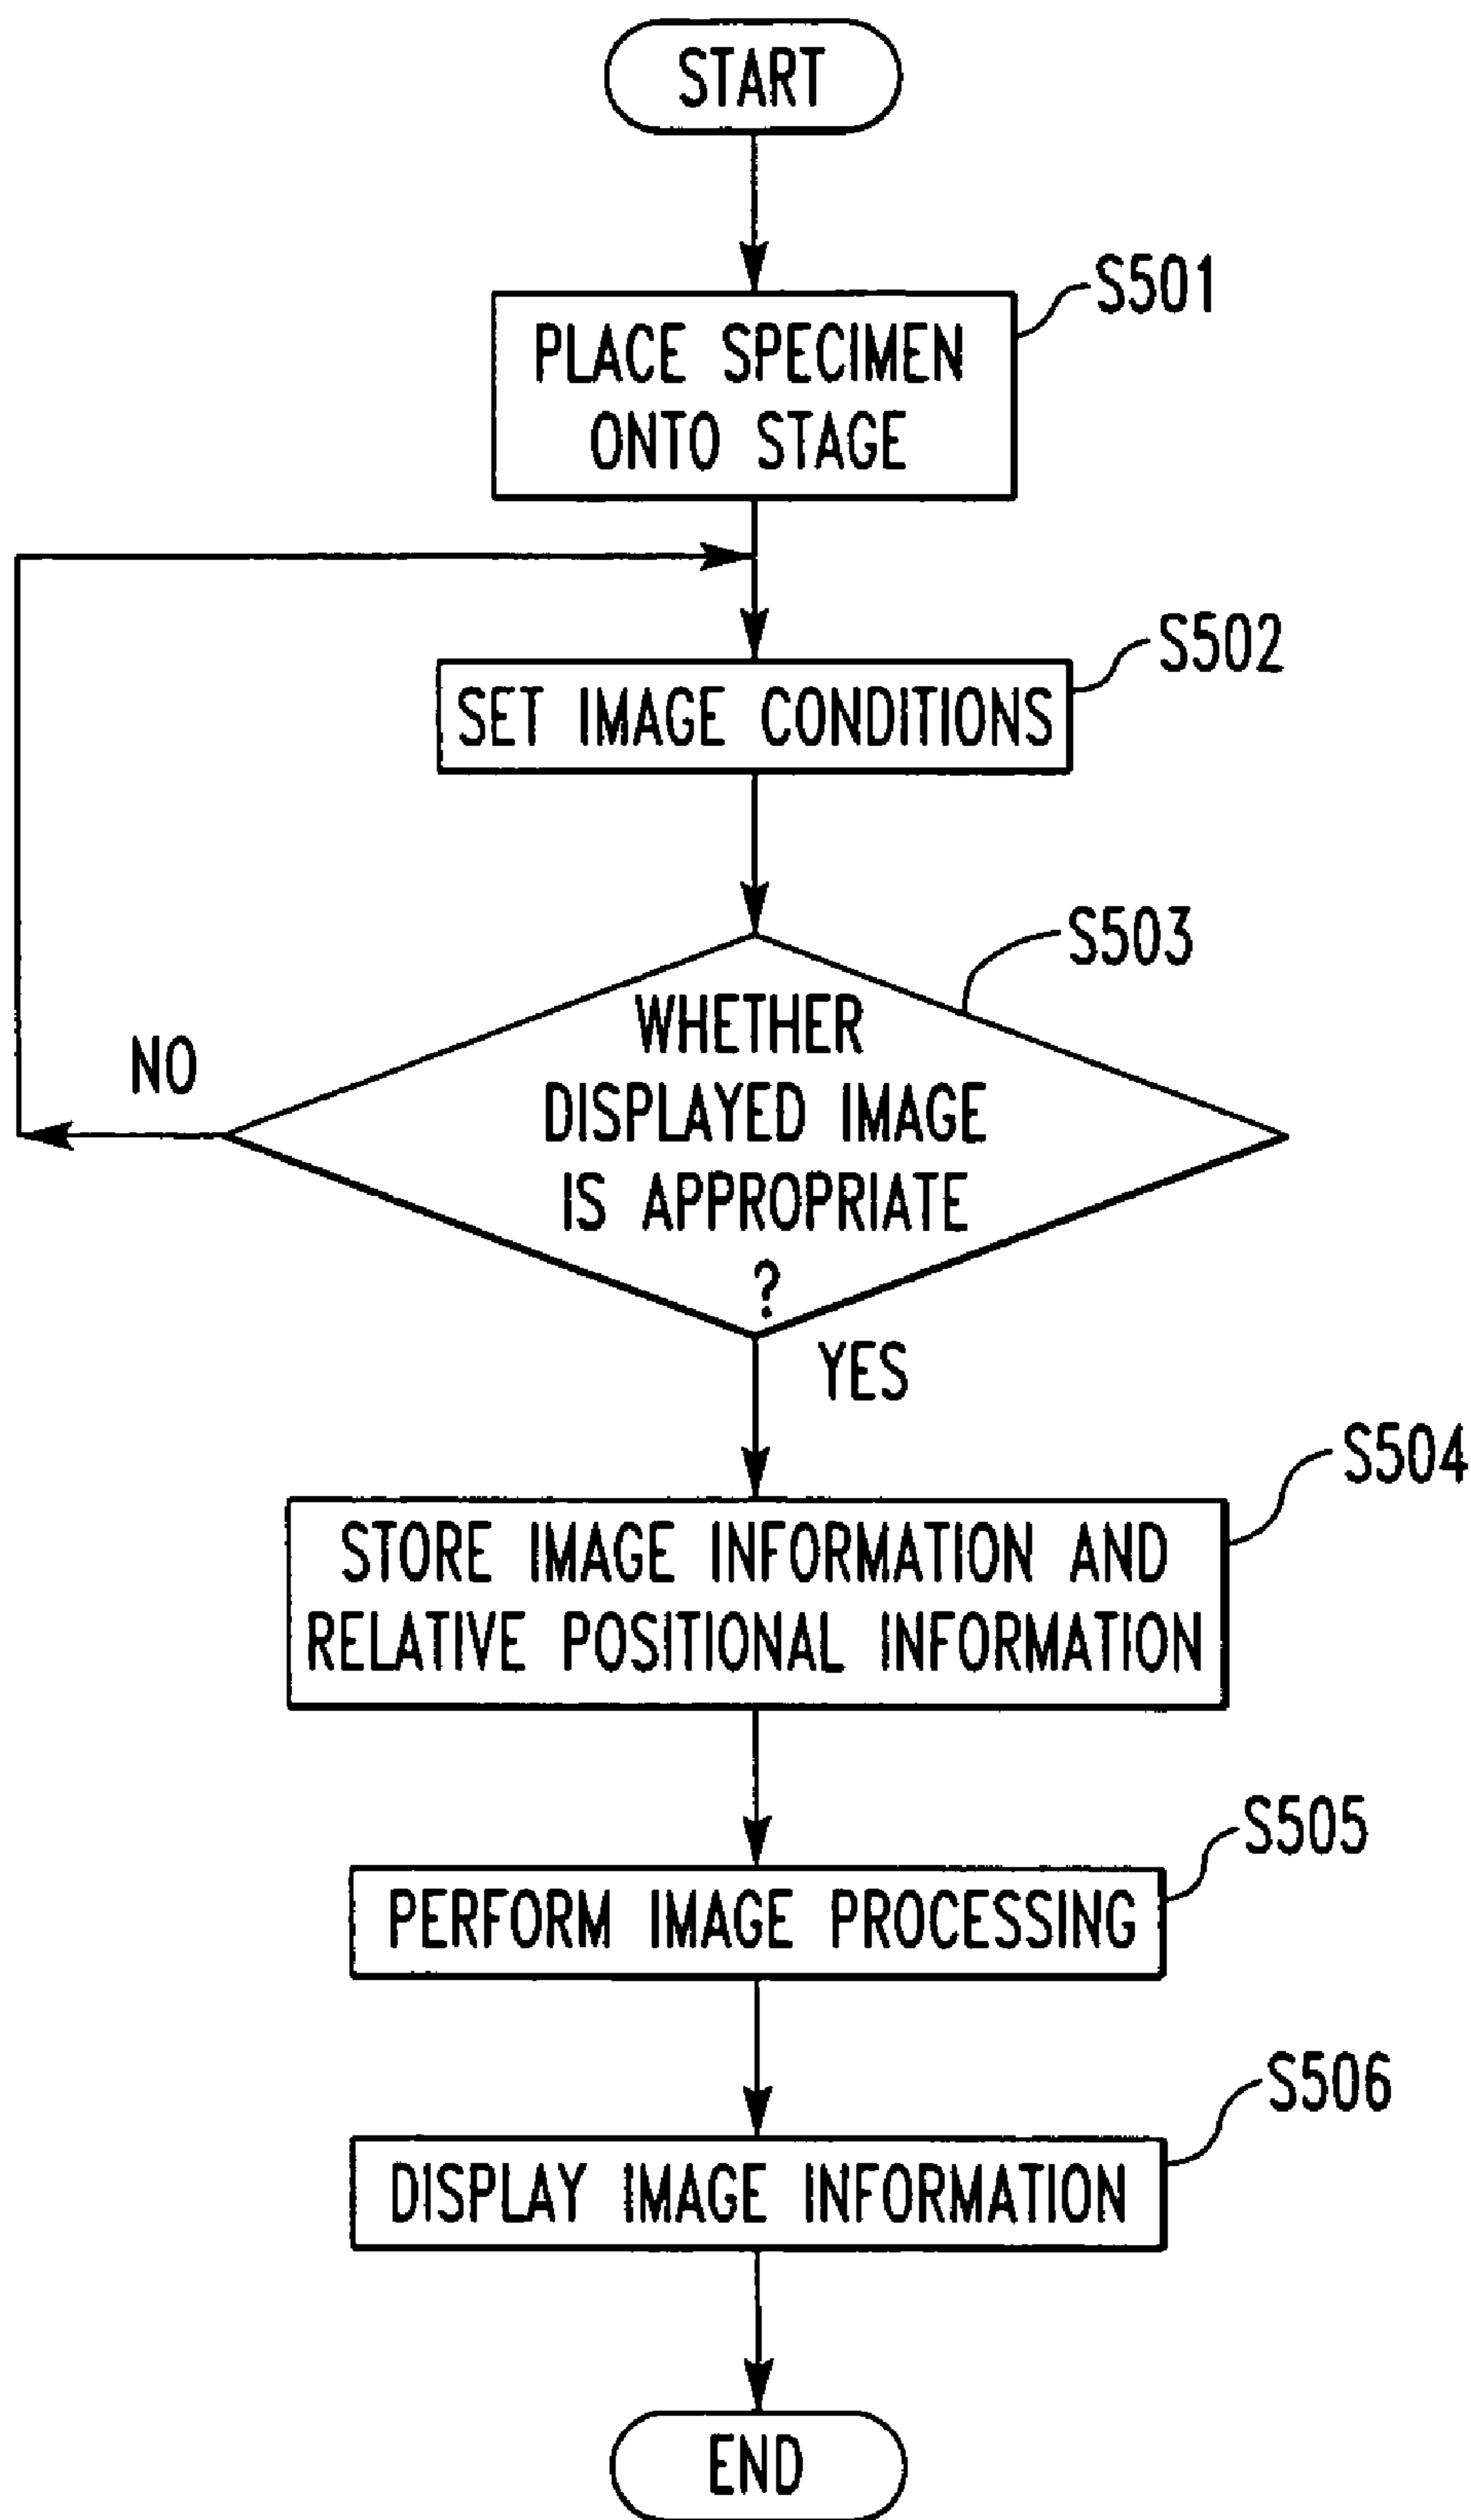 START
S501
PLACE SPECIMEN
ONTO STAGE
S502
SET IMAGE CONDITIONS
S503
WHETHER
DISPLAYED IMAGE
IS APPROPRIATE
?
NO
YES
S504
STORE IMAGE INFORMATION AND
RELATIVE POSITIONAL INFORMATION
S505
PERFORM IMAGE PROCESSING
S506
DISPLAY IMAGE INFORMATION
END